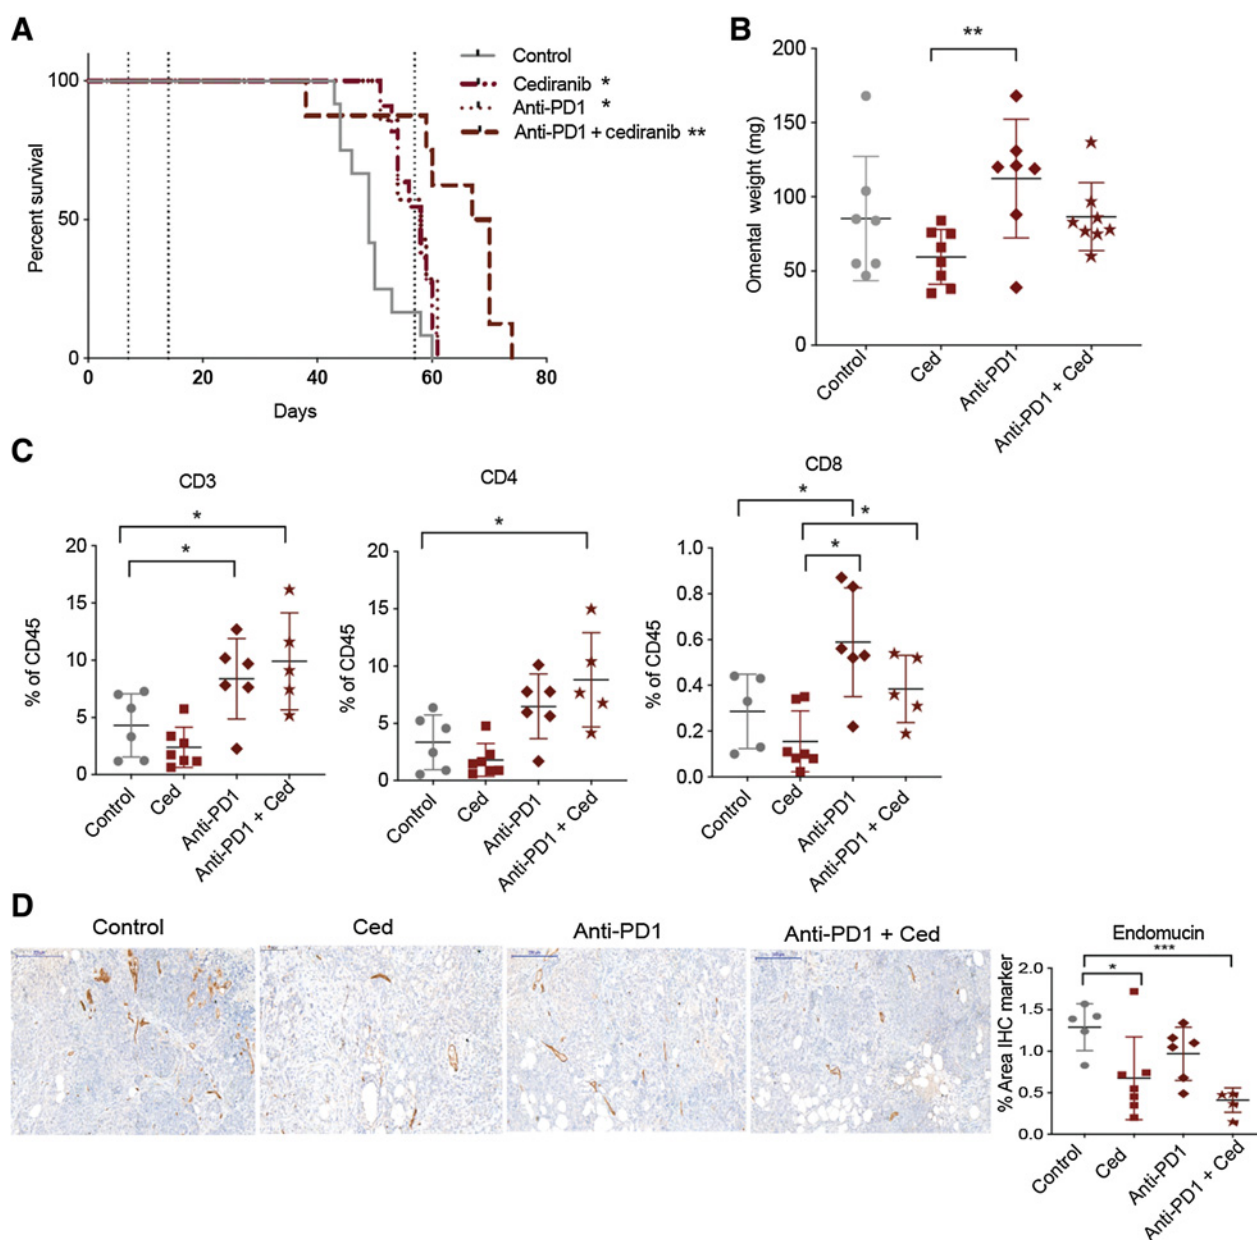 A
Control
Cediranib *
Anti-PD1 *
Anti-PD1 + cediranib **
Percent survival
100
50
0
0 20 40 60 80
Days
B
**
Omental weight (mg)
200
150
100
50
0
Control Ced Anti-PD1 Anti-PD1 + Ced
C
CD3
*
*
% of CD45
20
15
10
5
0
Control Ced Anti-PD1 Anti-PD1 + Ced
CD4
*
% of CD45
20
15
10
5
0
Control Ced Anti-PD1 Anti-PD1 + Ced
CD8
*
*
*
% of CD45
1.0
0.8
0.6
0.4
0.2
0.0
Control Ced Anti-PD1 Anti-PD1 + Ced
D
Control Ced Anti-PD1 Anti-PD1 + Ced
Endomucin
***
*
% Area IHC marker
2.0
1.5
1.0
0.5
0.0
Control Ced Anti-PD1 Anti-PD1 + Ced